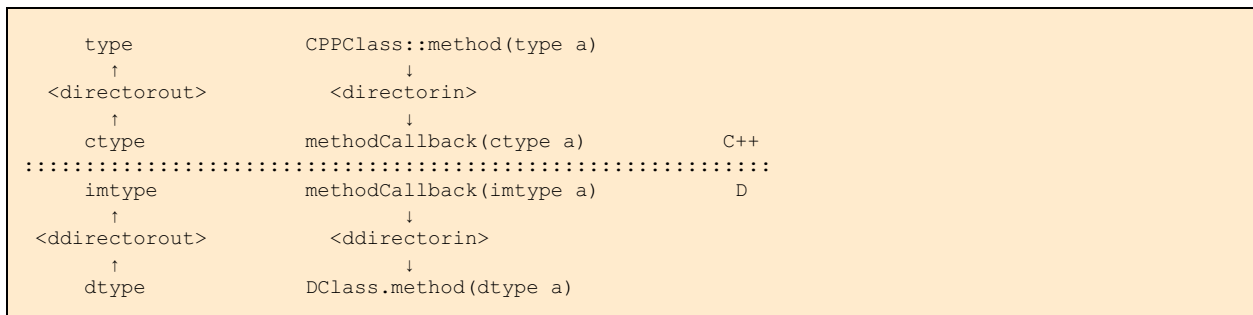 type CPPClass::method(type a)
↑ ↓
<directorout> <directorin>
↑ ↓
ctype methodCallback(ctype a) C++
:::::::::::::::::::::::::::::::::::::::::::::::::::::::::::::
imtype methodCallback(imtype a) D
↑ ↓
<ddirectorout> <ddirectorin>
↑ ↓
dtype DClass.method(dtype a)